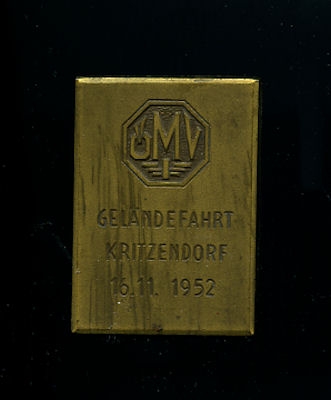 ÖMV
GELÄNDEFAHRT
KRITZENDORF
16.11. 1952